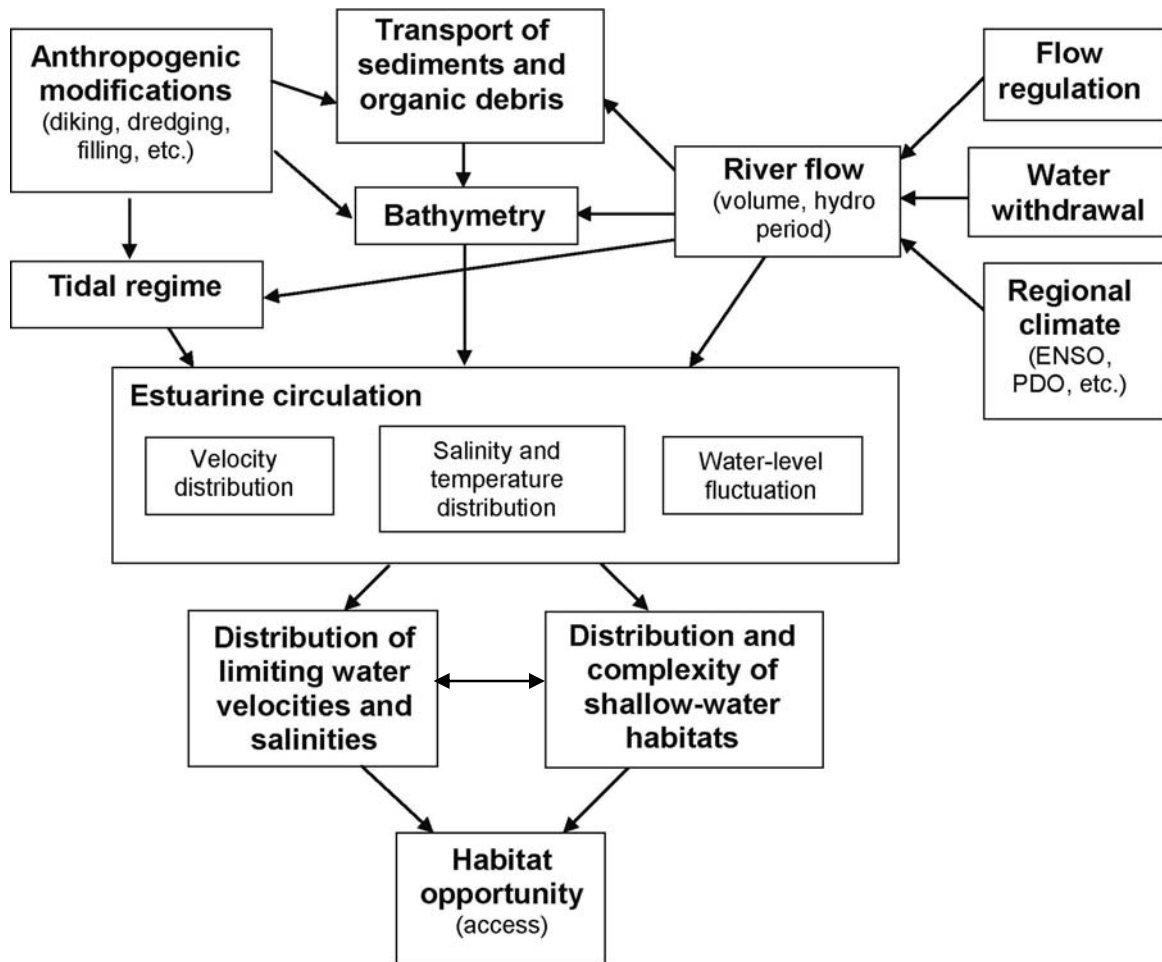 Anthropogenic
modifications
(diking, dredging,
filling, etc.)
Transport of
sediments and
organic debris
Flow
regulation
River flow
(volume, hydro
period)
Water
withdrawal
Bathymetry
Tidal regime
Regional
climate
(ENSO,
PDO, etc.)
Estuarine circulation
Velocity
distribution
Salinity and
temperature
distribution
Water-level
fluctuation
Distribution of
limiting water
velocities and
salinities
Distribution and
complexity of
shallow-water
habitats
Habitat
opportunity
(access)